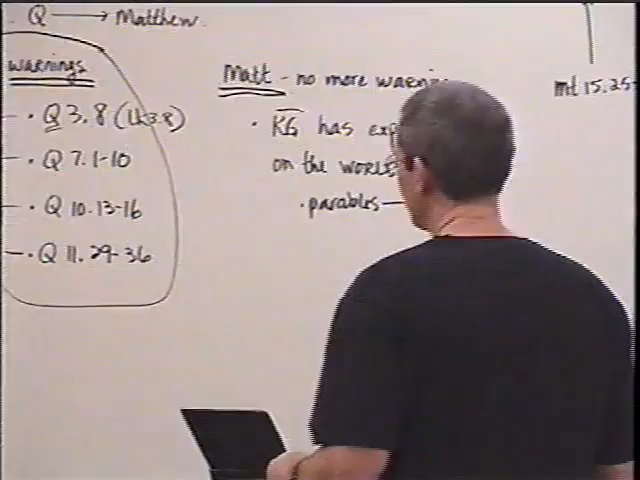 Q → Matthew.
warnings
· Q 3.8 (Lk 3.8)
· Q 7.1-10
· Q 10.13-16
· Q 11.29-36
Matt - no more
· KG has
on the WORLD
· parables —
mt 15.25